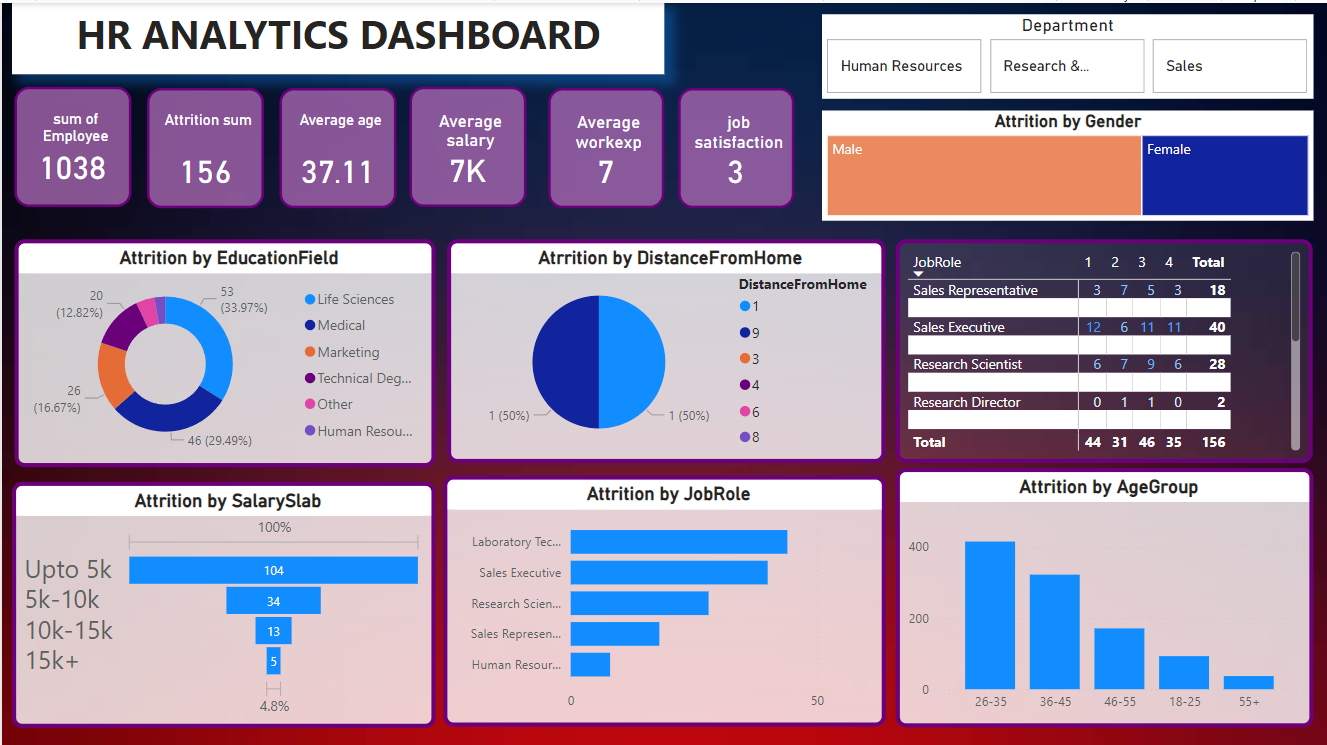 HR ANALYTICS DASHBOARD
Department
Human Resources
Research &...
Sales
sum of
Employee
1038
Attrition sum
156
Average age
37.11
Average
salary
7K
Average
workexp
7
job
satisfaction
3
Attrition by Gender
Male
Female
Attrition by EducationField
53
(33.97%)
46 (29.49%)
26
(16.67%)
20
(12.82%)
Life Sciences
Medical
Marketing
Technical Deg...
Other
Human Resou...
Atrrition by DistanceFromHome
1 (50%)
1 (50%)
DistanceFromHome
1
9
3
4
6
8
JobRole 1 2 3 4 Total
Sales Representative 3 7 5 3 18
Sales Executive 12 6 11 11 40
Research Scientist 6 7 9 6 28
Research Director 0 1 1 0 2
Total 44 31 46 35 156
Attrition by SalarySlab
100%
Upto 5k 104
5k-10k 34
10k-15k 13
15k+ 5
4.8%
Attrition by JobRole
Laboratory Tec...
Sales Executive
Research Scien...
Sales Represen...
Human Resour...
0 50
Attrition by AgeGroup
400
200
0
26-35 36-45 46-55 18-25 55+